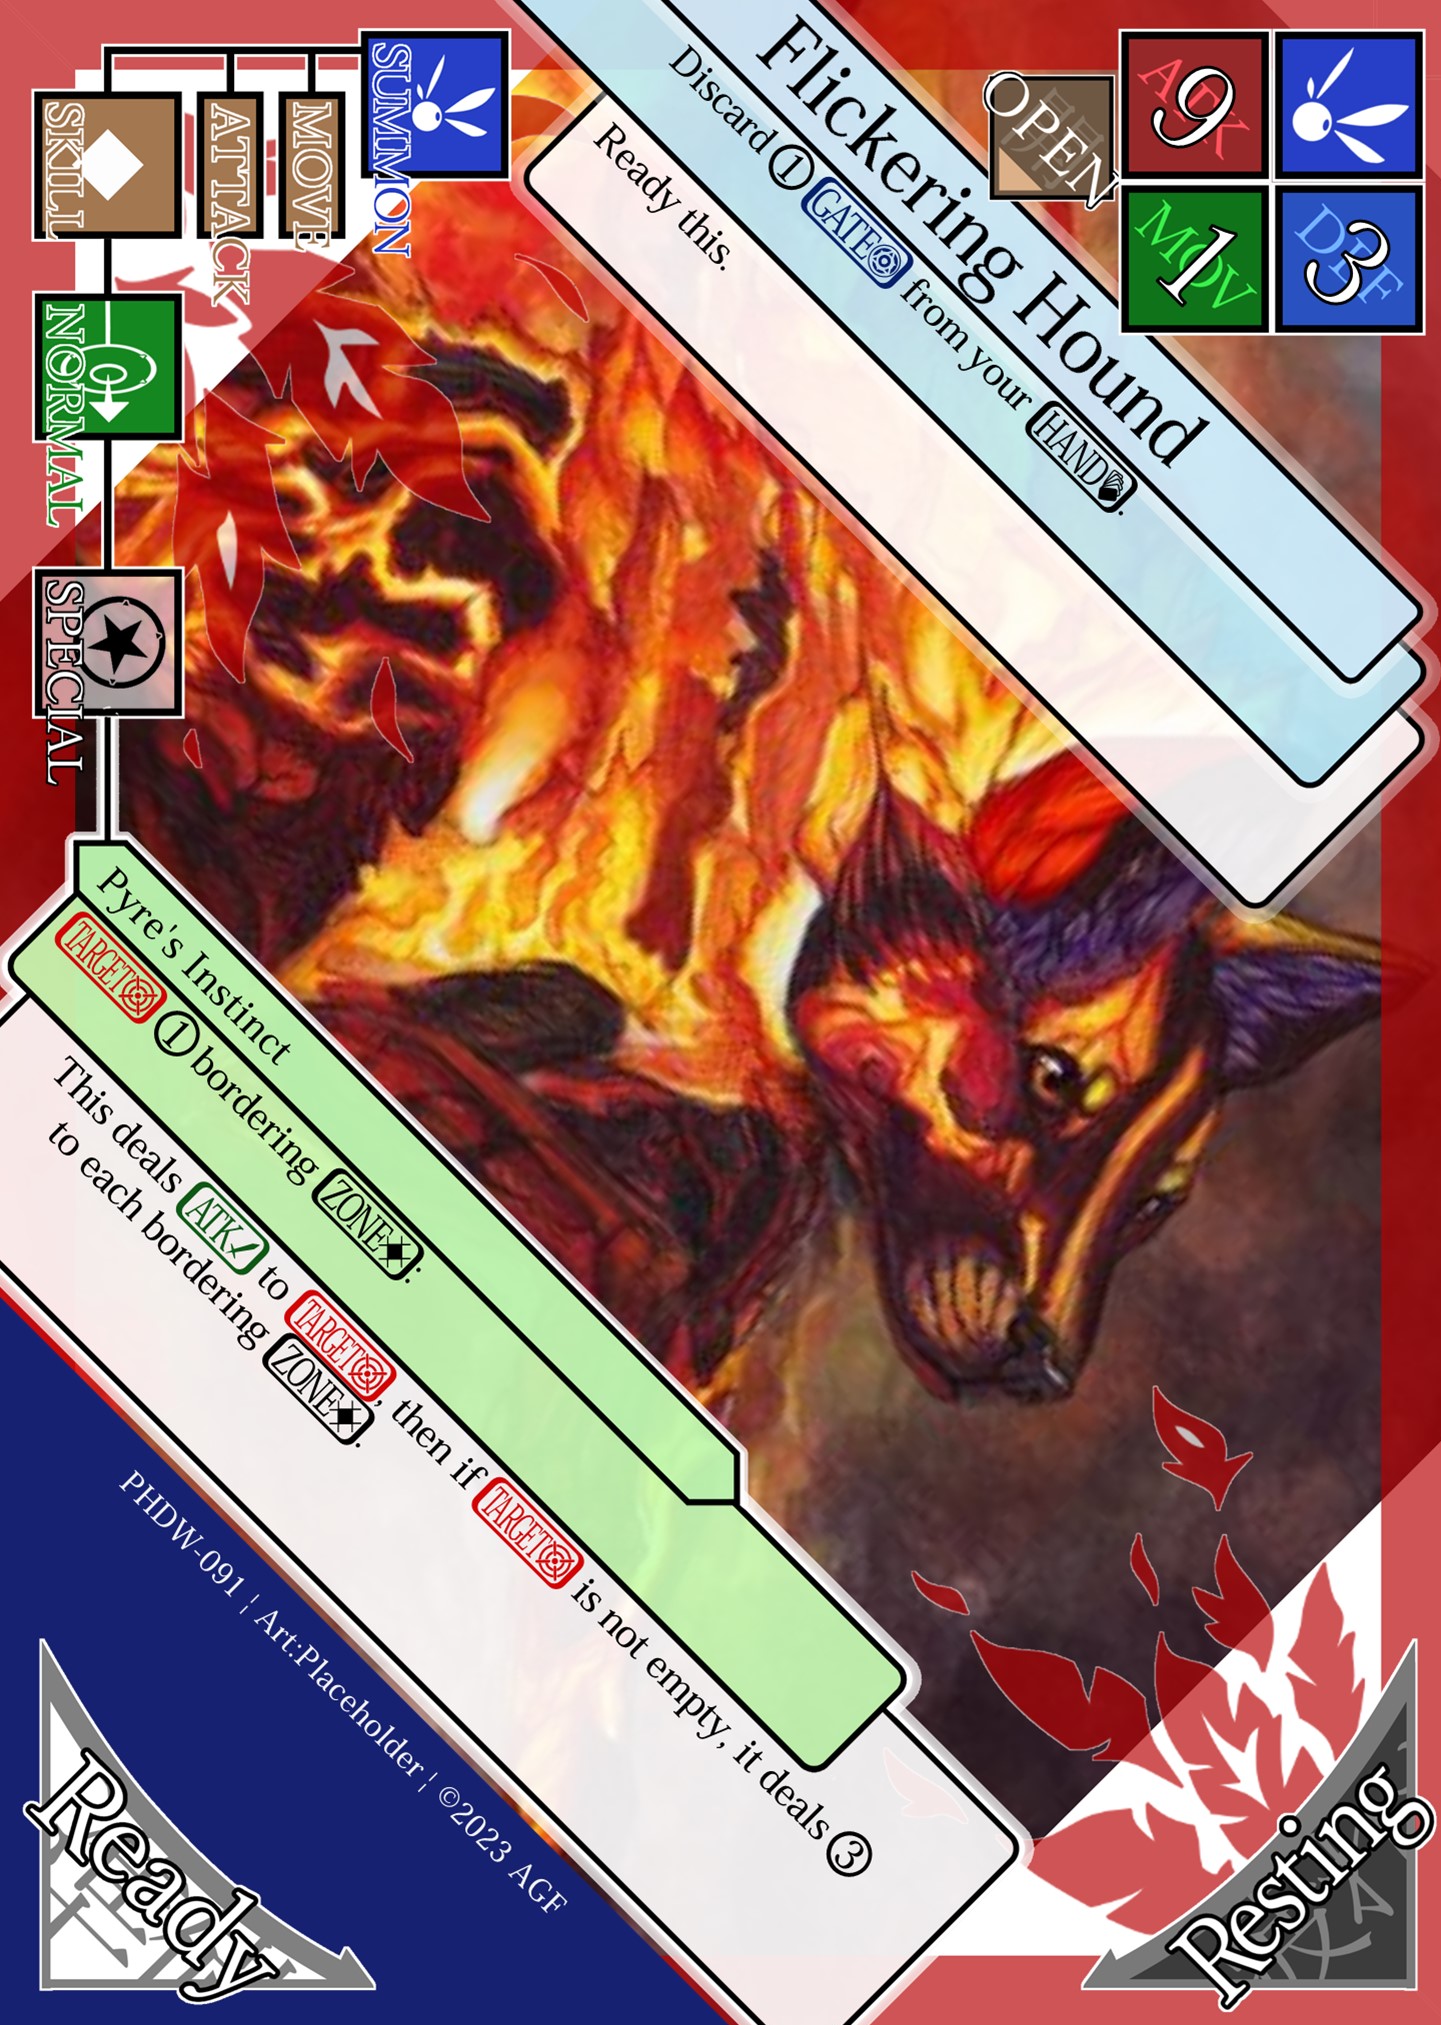 Flickering Hound
Discard 1 GATE from your HAND.
Ready this.
OPEN
ATK 9
MOV 1
DEF 3
SUMMON
MOVE
ATTACK
SKILL
NORMAL
SPECIAL
Pyre's Instinct
TARGET 1 bordering ZONE:
This deals ATK to TARGET, then if TARGET is not empty, it deals 3
to each bordering ZONE.
PHDW-091 ¦ Art:Placeholder ¦ ©2023 AGF
Ready
Resting